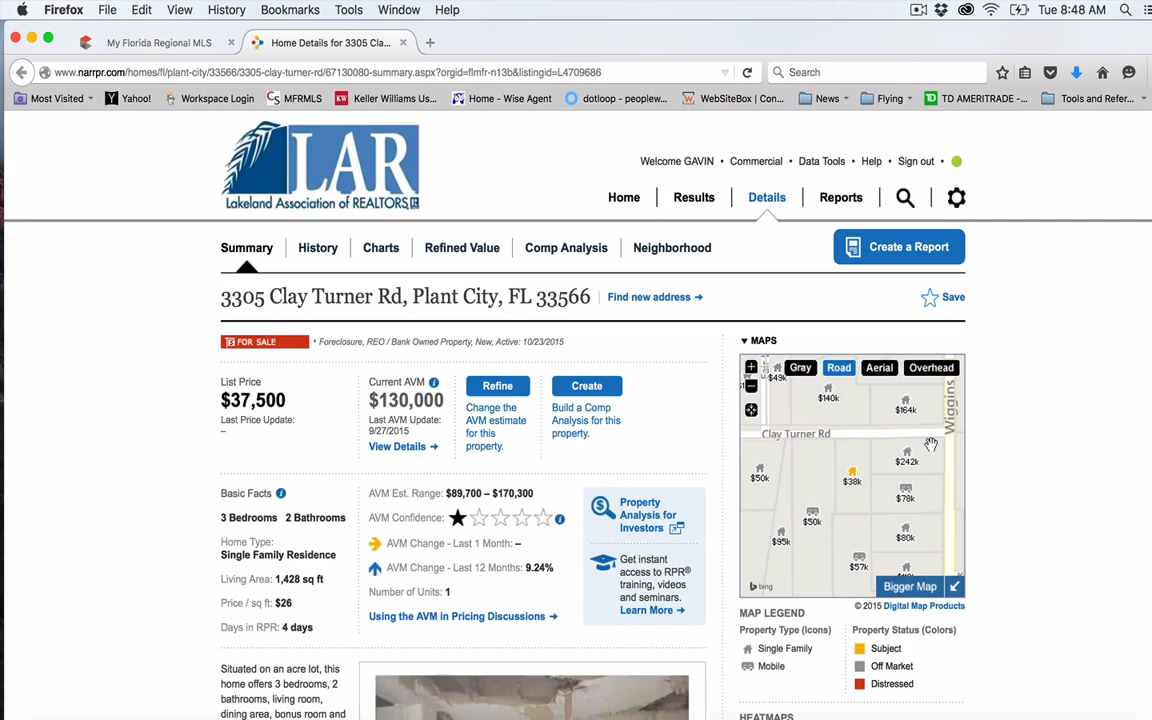 Firefox File Edit View History Bookmarks Tools Window Help Tue 8:48 AM
My Florida Regional MLS × Home Details for 3305 Cla... × +
www.narrpr.com/homes/fl/plant-city/33566/3305-clay-turner-rd/67130080-summary.aspx?orgid=flmfr-n13b&listingid=L4709686 Search
Most Visited Yahoo! Workspace Login MFRMLS Keller Williams Us... Home - Wise Agent dotloop - peoplew... WebSiteBox | Con... News Flying TD AMERITRADE -... Tools and Refer...
LAR
Lakeland Association of REALTORS
Welcome GAVIN • Commercial • Data Tools • Help • Sign out •
Home Results Details Reports
Summary History Charts Refined Value Comp Analysis Neighborhood Create a Report
3305 Clay Turner Rd, Plant City, FL 33566 Find new address Save
FOR SALE • Foreclosure, REO / Bank Owned Property, New, Active: 10/23/2015
List Price
$37,500
Last Price Update:
–
Current AVM
$130,000
Last AVM Update:
9/27/2015
View Details
Refine
Change the
AVM estimate
for this
property.
Create
Build a Comp
Analysis for this
property.
Basic Facts
3 Bedrooms 2 Bathrooms
Home Type:
Single Family Residence
Living Area: 1,428 sq ft
Price / sq ft: $26
Days in RPR: 4 days
AVM Est. Range: $89,700 – $170,300
AVM Confidence:
AVM Change - Last 1 Month: –
AVM Change - Last 12 Months: 9.24%
Number of Units: 1
Using the AVM in Pricing Discussions
Property
Analysis for
Investors
Get instant
access to RPR®
training, videos
and seminars.
Learn More
Situated on an acre lot, this
home offers 3 bedrooms, 2
bathrooms, living room,
dining area, bonus room and
MAPS
Gray Road Aerial Overhead
$49k
$140k
$164k
Wiggins
Clay Turner Rd
$242k
$50k
$38k
$78k
$50k
$95k
$80k
$57k
bing
Bigger Map
© 2015 Digital Map Products
MAP LEGEND
Property Type (Icons)
Single Family
Mobile
Property Status (Colors)
Subject
Off Market
Distressed
HEATMAPS